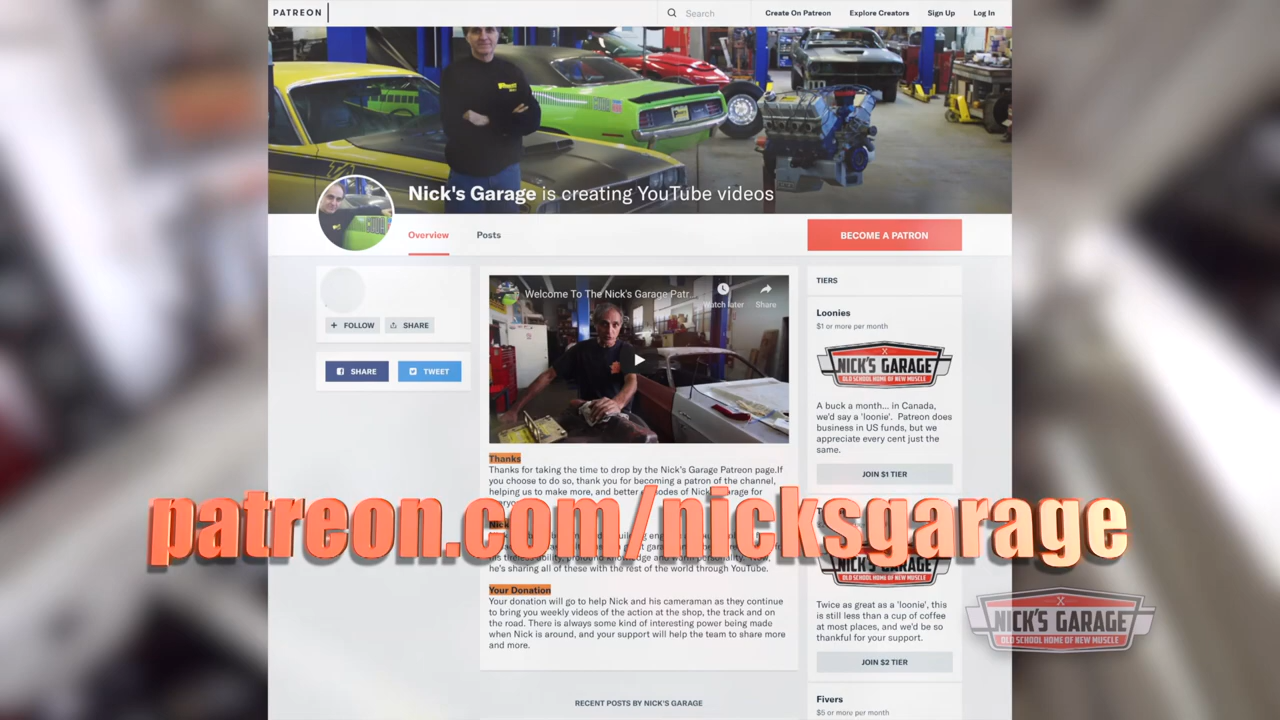 PATREON
Search
Create On Patreon
Explore Creators
Sign Up
Log In
Nick's Garage is creating YouTube videos
Overview
Posts
BECOME A PATRON
FOLLOW
SHARE
SHARE
TWEET
Welcome To The Nick's Garage Patr...
Watch later
Share
Thanks
Thanks for taking the time to drop by the Nick's Garage Patreon page.If
you choose to do so, thank you for becoming a patron of the channel,
helping us to make more, and better
for
he's sharing all of these with the rest of the world through YouTube.
Your Donation
Your donation will go to help Nick and his cameraman as they continue
to bring you weekly videos of the action at the shop, the track and on
the road. There is always some kind of interesting power being made
when Nick is around, and your support will help the team to share more
and more.
RECENT POSTS BY NICK'S GARAGE
TIERS
Loonies
$1 or more per month
NICK'S GARAGE
OLD SCHOOL HOME OF NEW MUSCLE
A buck a month... in Canada,
we'd say a 'loonie'. Patreon does
business in US funds, but we
appreciate every cent just the
same.
JOIN $1 TIER
OLD SCHOOL HOME OF NEW MUSCLE
Twice as great as a 'loonie', this
is still less than a cup of coffee
at most places, and we'd be so
thankful for your support.
JOIN $2 TIER
Fivers
$5 or more per month
patreon.com/nicksgarage
NICK'S GARAGE
OLD SCHOOL HOME OF NEW MUSCLE